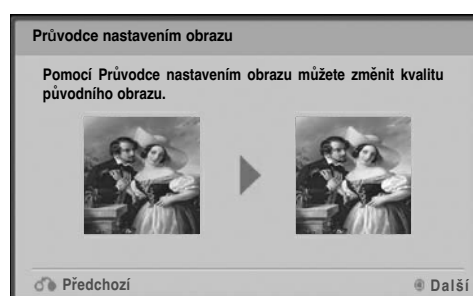 Průvodce nastavením obrazu
Pomocí Průvodce nastavením obrazu můžete změnit kvalitu
původního obrazu.
Předchozí
Další